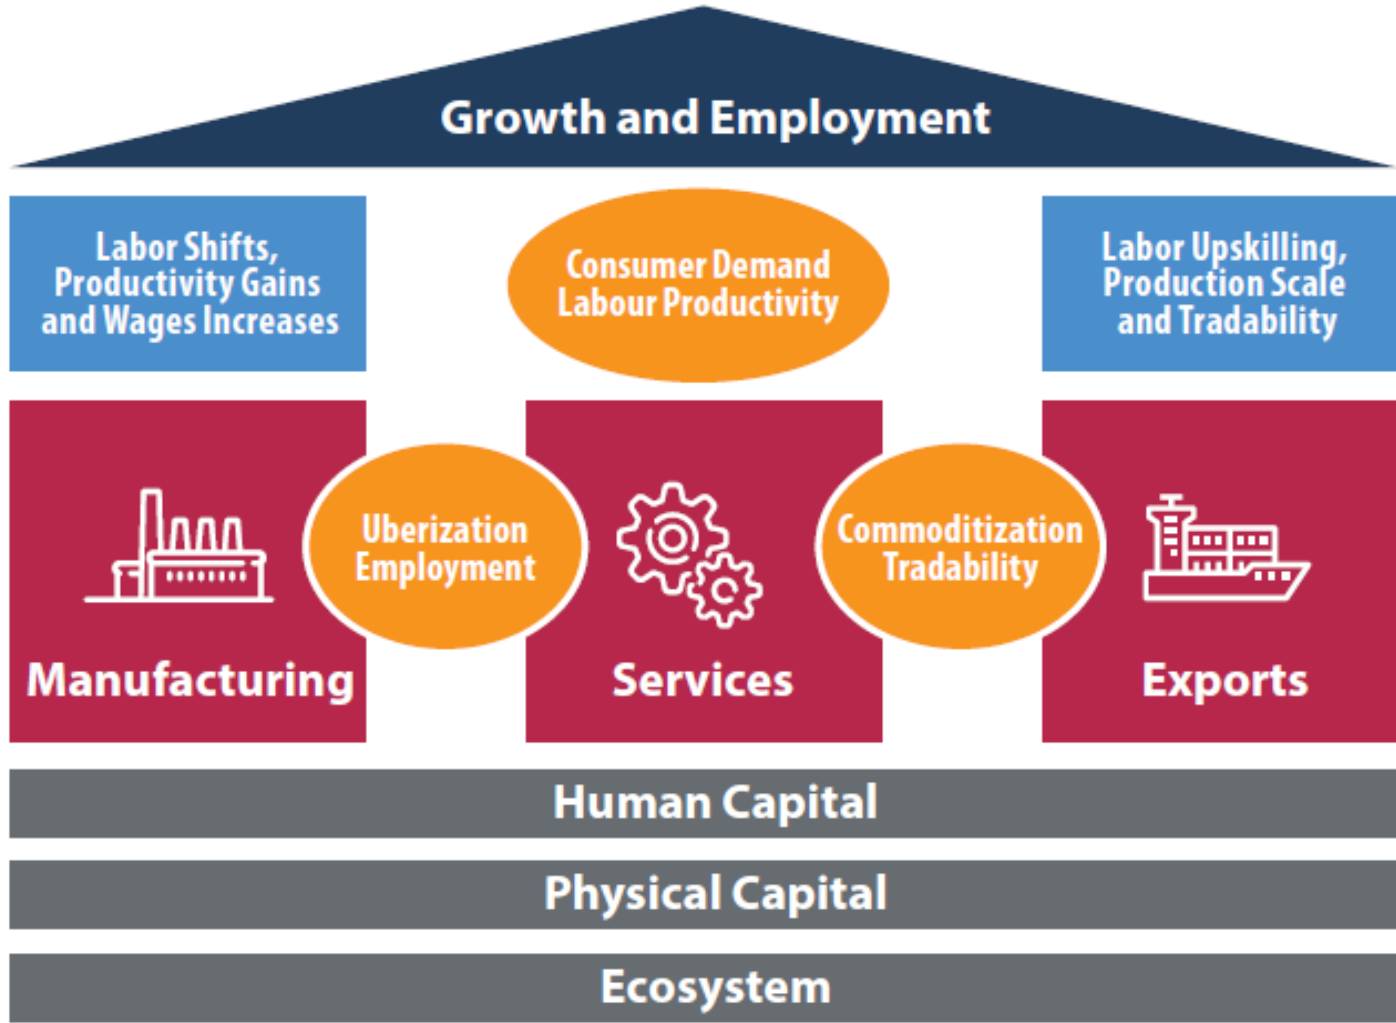 Growth and Employment
Labor Shifts,
Productivity Gains
and Wages Increases
Consumer Demand
Labour Productivity
Labor Upskilling,
Production Scale
and Tradability
Uberization
Employment
Commoditization
Tradability
Manufacturing
Services
Exports
Human Capital
Physical Capital
Ecosystem